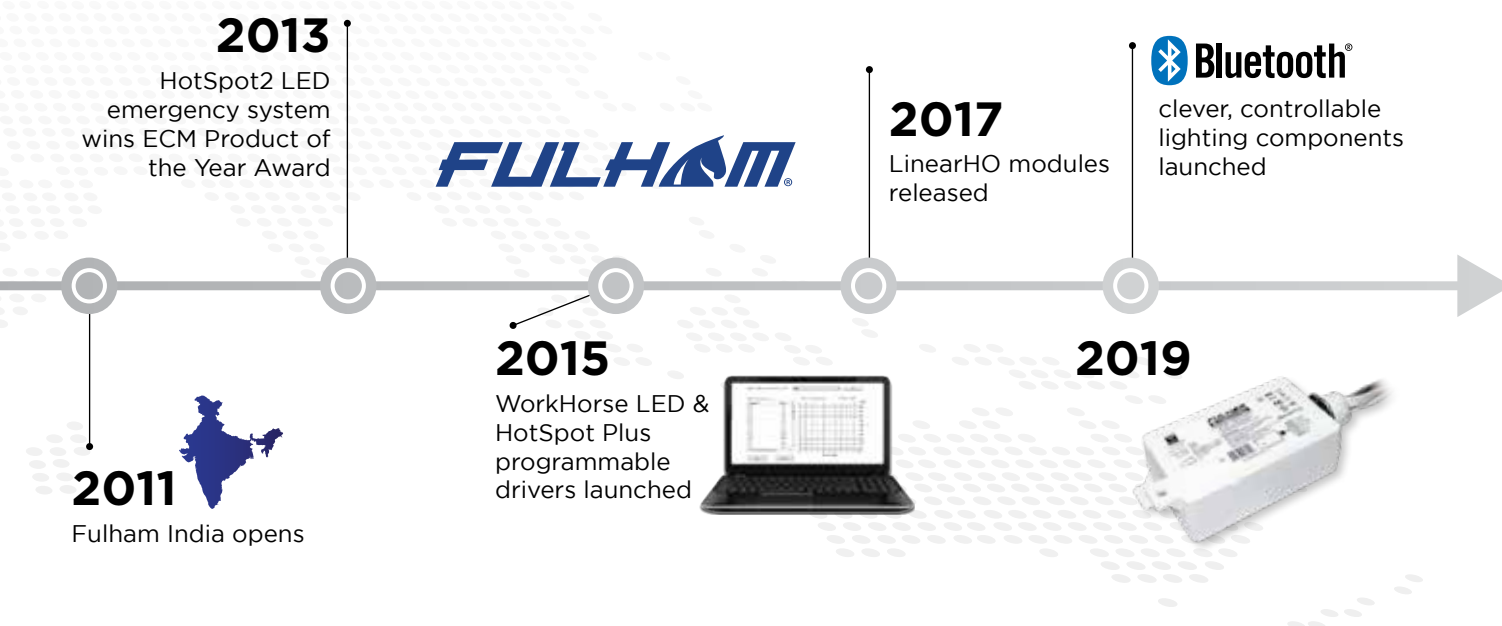 2013
HotSpot2 LED
emergency system
wins ECM Product of
the Year Award
FULHAM®
2017
LinearHO modules
released
Bluetooth®
clever, controllable
lighting components
launched
2011
Fulham India opens
2015
WorkHorse LED &
HotSpot Plus
programmable
drivers launched
2019
FULHAM